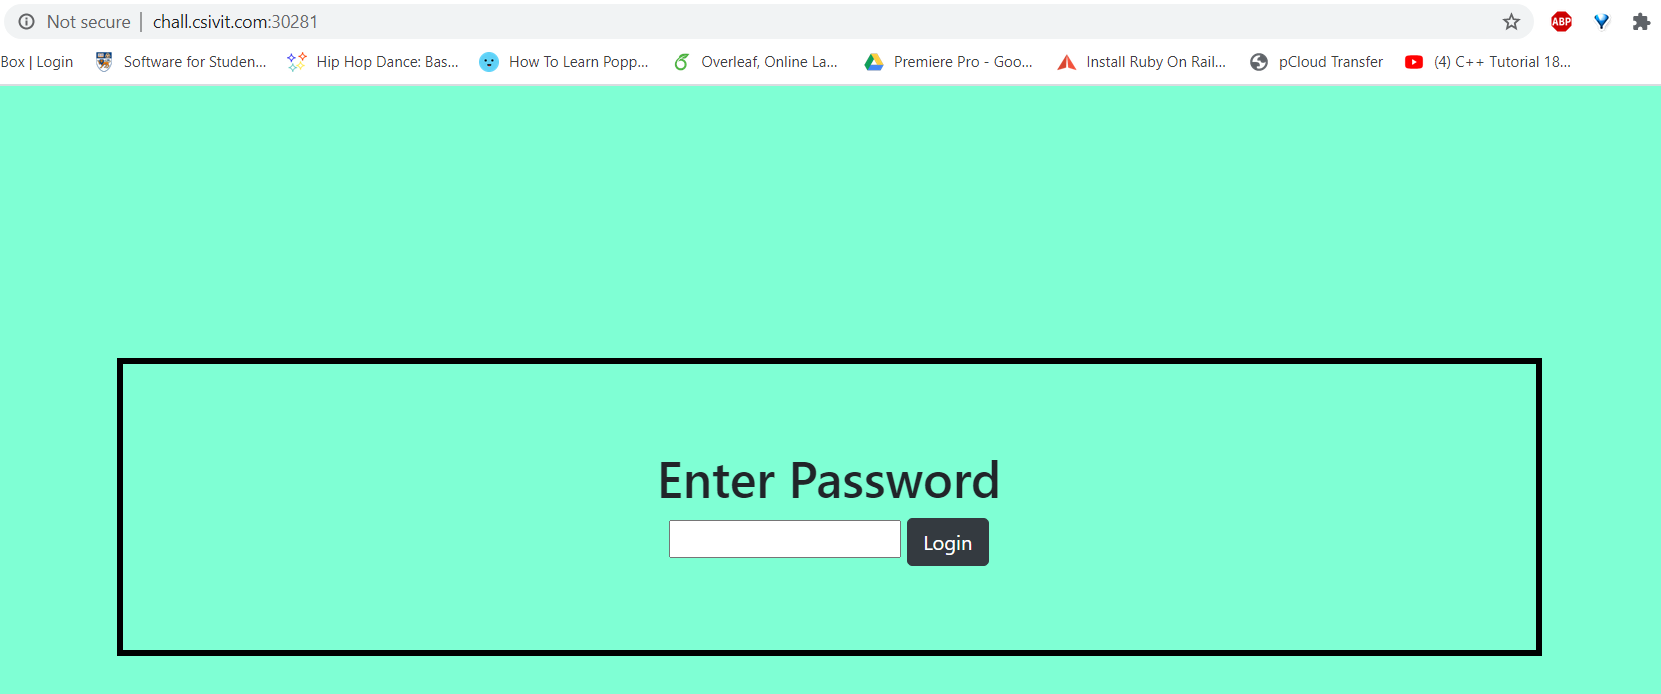 Not secure | chall.csivit.com:30281
ABP
Box | Login Software for Studen... Hip Hop Dance: Bas... How To Learn Popp... Overleaf, Online La... Premiere Pro - Goo... Install Ruby On Rail... pCloud Transfer (4) C++ Tutorial 18...
Enter Password
Login